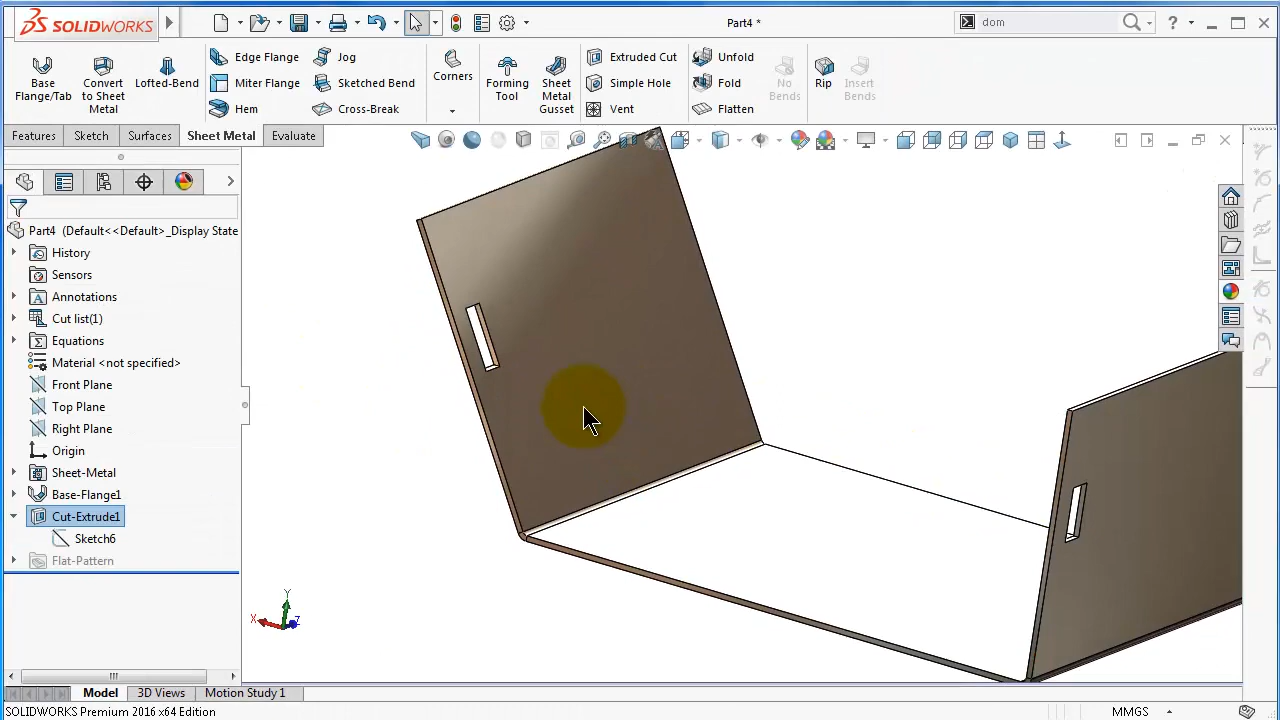 SOLIDWORKS
Part4 *
dom
?
Base Flange/Tab
Convert to Sheet Metal
Lofted-Bend
Edge Flange
Miter Flange
Hem
Jog
Sketched Bend
Cross-Break
Corners
Forming Tool
Sheet Metal Gusset
Extruded Cut
Simple Hole
Vent
Unfold
Fold
Flatten
No Bends
Rip
Insert Bends
Features
Sketch
Surfaces
Sheet Metal
Evaluate
Part4 (Default<<Default>_Display State
History
Sensors
Annotations
Cut list(1)
Equations
Material <not specified>
Front Plane
Top Plane
Right Plane
Origin
Sheet-Metal
Base-Flange1
Cut-Extrude1
Sketch6
Flat-Pattern
Y
X
Z
Model
3D Views
Motion Study 1
SOLIDWORKS Premium 2016 x64 Edition
MMGS